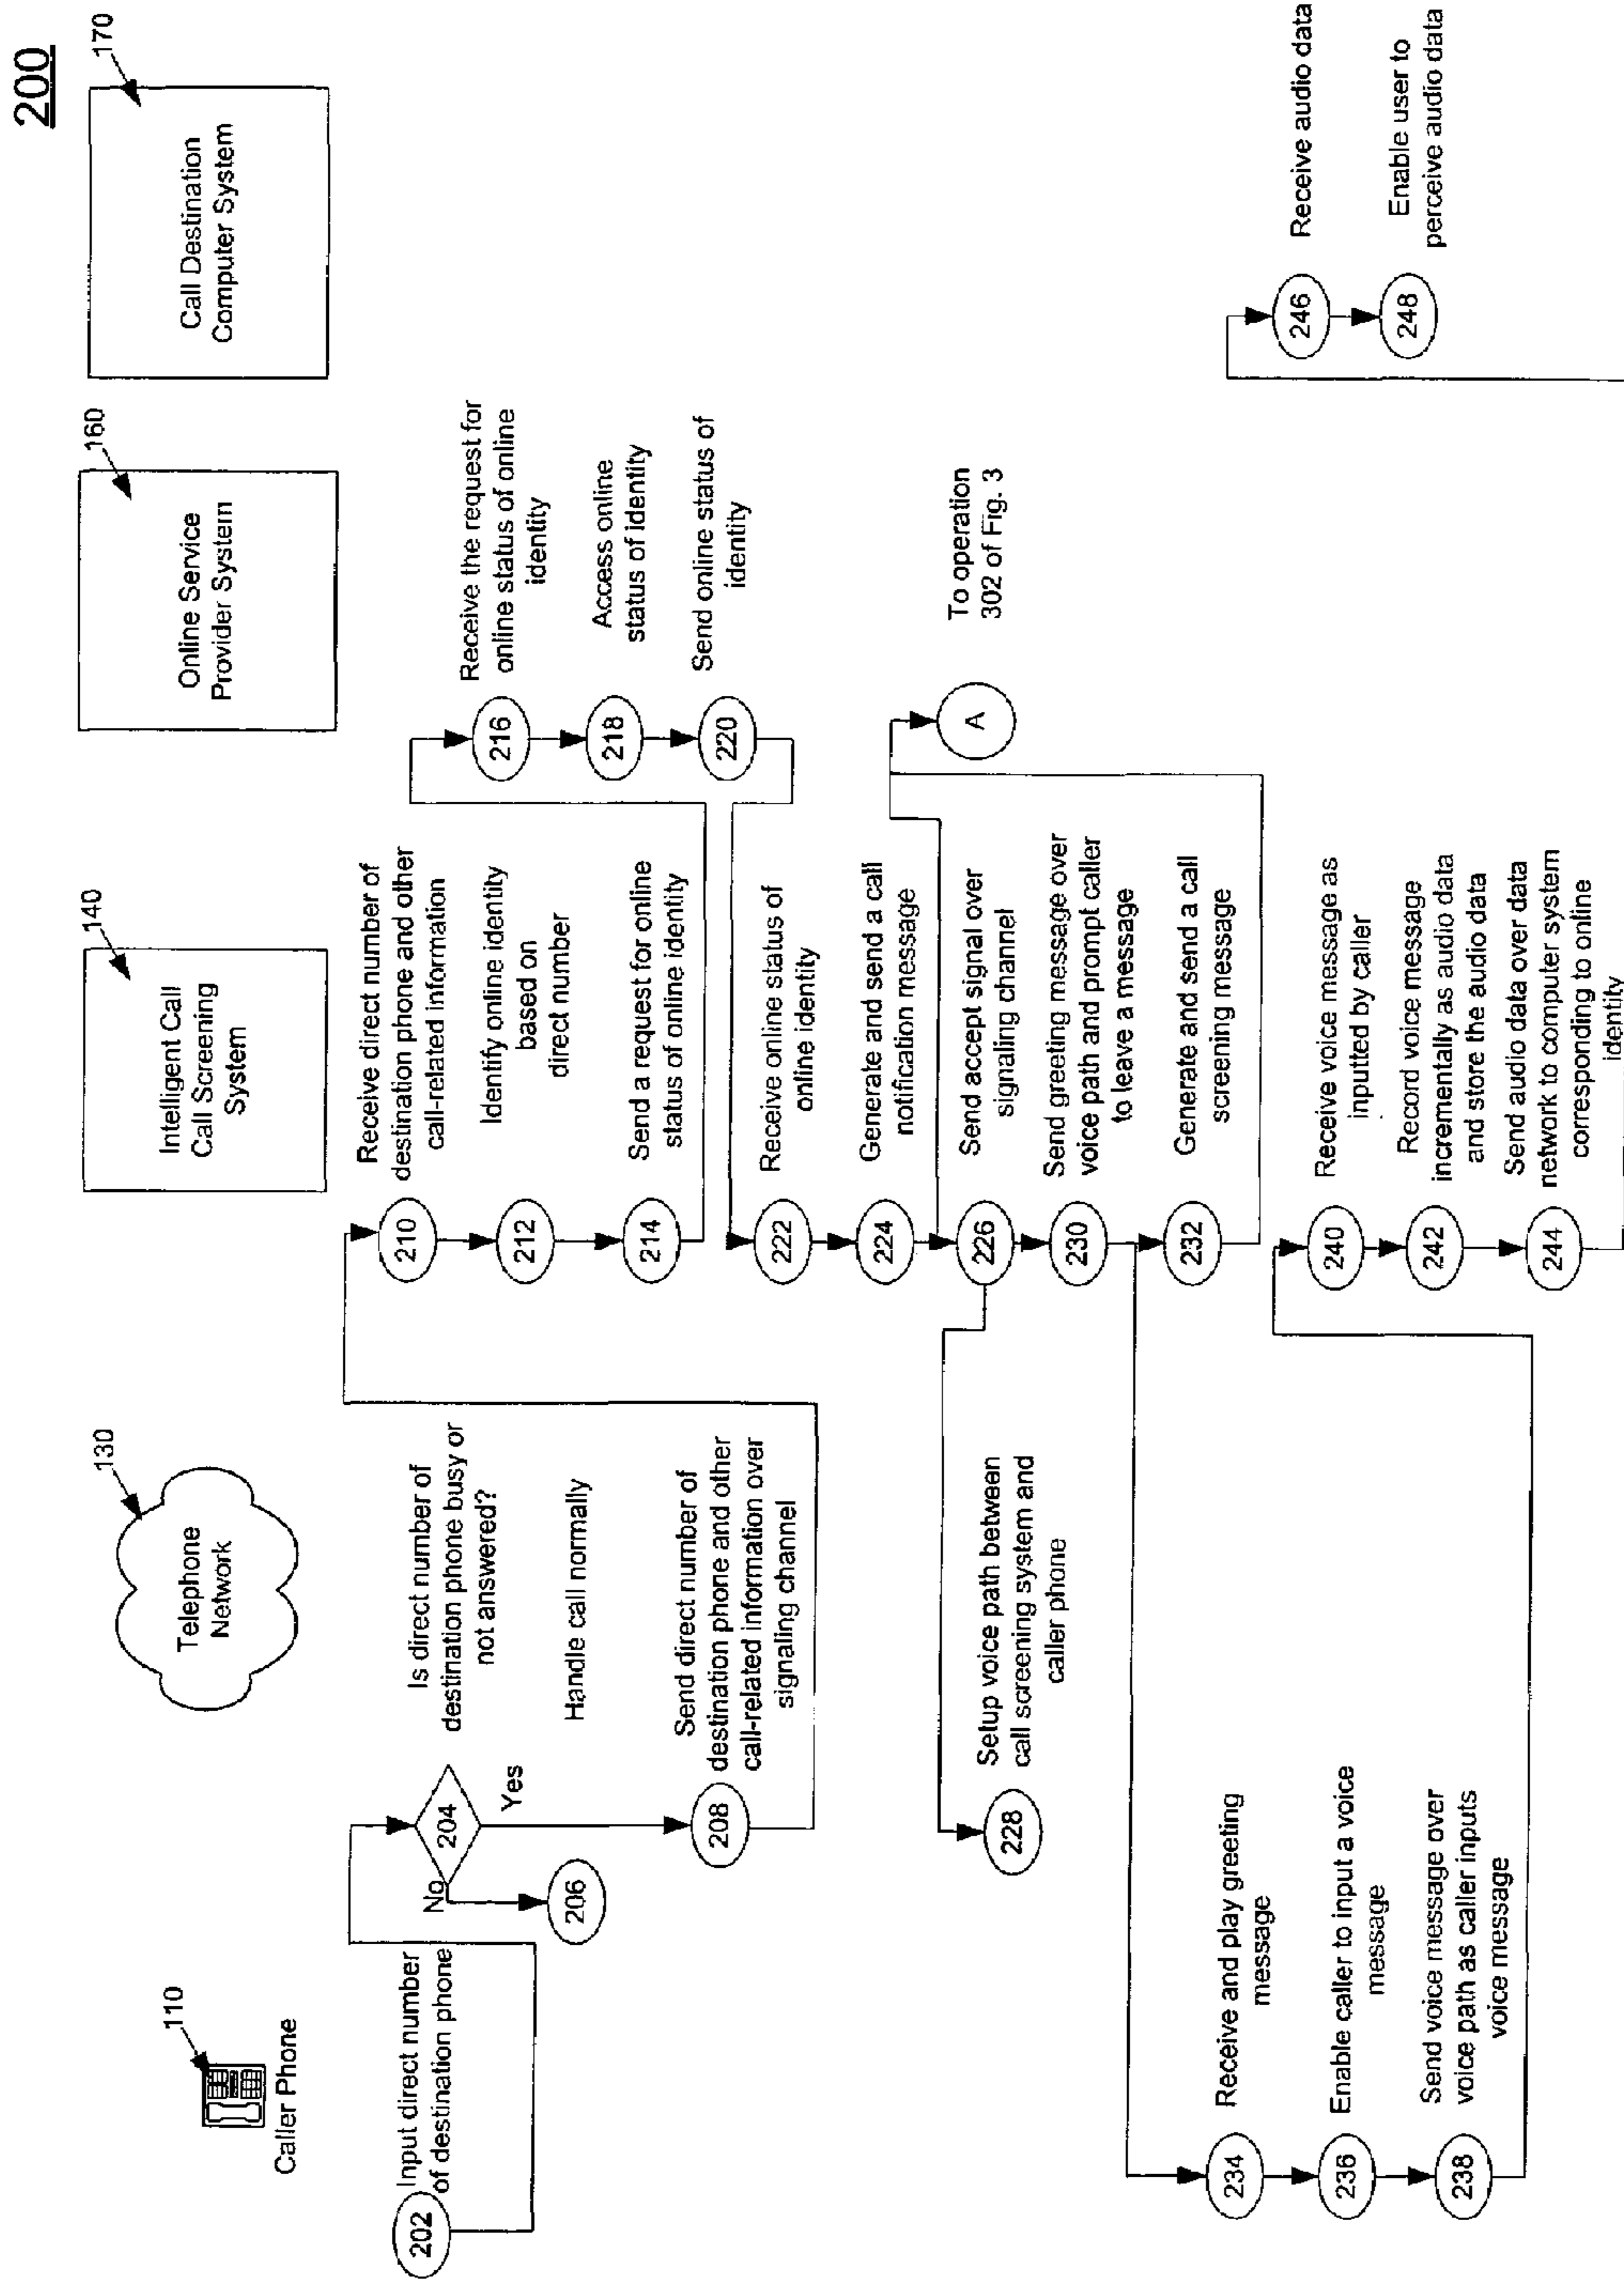 200
110
Caller Phone
130
Telephone
Network
140
Intelligent Call
Call Screening
System
160
Online Service
Provider System
170
Call Destination
Computer System
202
Input direct number
of destination phone
204
Is direct number of
destination phone busy or
not answered?
No
Yes
206
Handle call normally
208
Send direct number of
destination phone and other
call-related information over
signaling channel
210
Receive direct number of
destination phone and other
call-related information
212
Identify online identity
based on
direct number
214
Send a request for online
status of online identity
216
Receive the request for
online status of online
identity
218
Access online
status of identity
220
Send online status of
identity
222
Receive online status of
online identity
224
Generate and send a call
notification message
A
To operation
302 of Fig. 3
226
Send accept signal over
signaling channel
228
Setup voice path between
call screening system and
caller phone
230
Send greeting message over
voice path and prompt caller
to leave a message
232
Generate and send a call
screening message
234
Receive and play greeting
message
236
Enable caller to input a voice
message
238
Send voice message over
voice path as caller inputs
voice message
240
Receive voice message as
inputted by caller
242
Record voice message
incrementally as audio data
and store the audio data
244
Send audio data over data
network to computer system
corresponding to online
identity
246
Receive audio data
248
Enable user to
perceive audio data